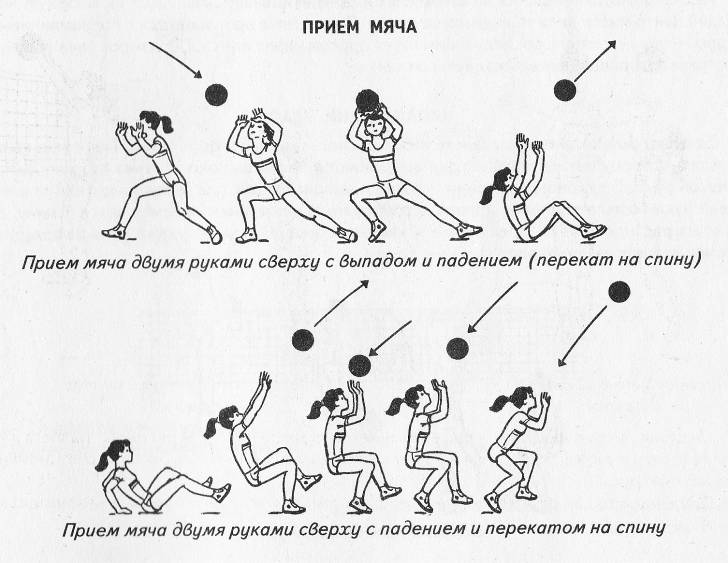 ПРИЕМ МЯЧА
Прием мяча двумя руками сверху с выпадом и падением (перекат на спину)
Прием мяча двумя руками сверху с падением и перекатом на спину